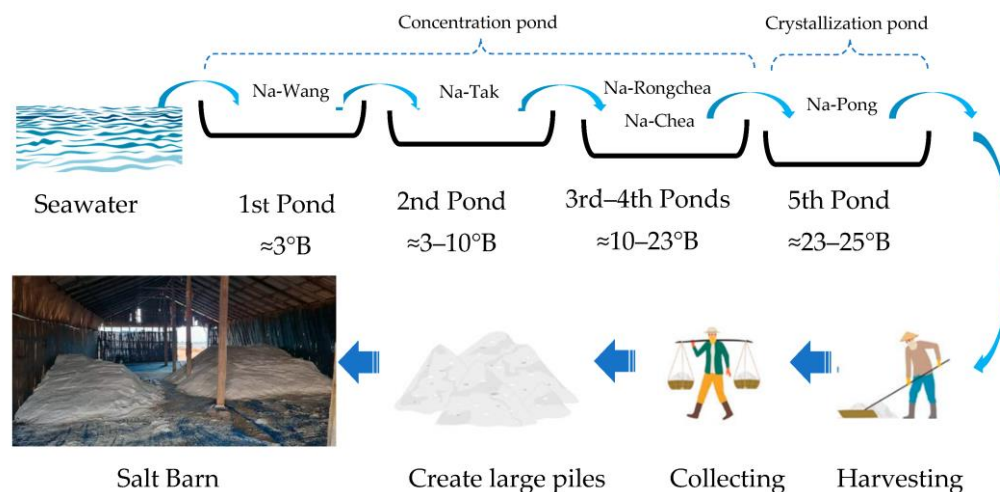 Concentration pond
Crystallization pond
Na-Wang
Na-Tak
Na-Rongchea
Na-Chea
Na-Pong
Seawater
1st Pond
2nd Pond
3rd–4th Ponds
5th Pond
≈3°B
≈3–10°B
≈10–23°B
≈23–25°B
Salt Barn
Create large piles
Collecting
Harvesting